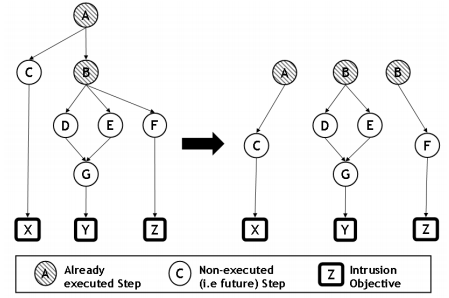 A
C B A B B
D E F D E
C F
G G
X Y Z X Y Z
A Already executed Step C Non-executed (i.e future) Step Z Intrusion Objective